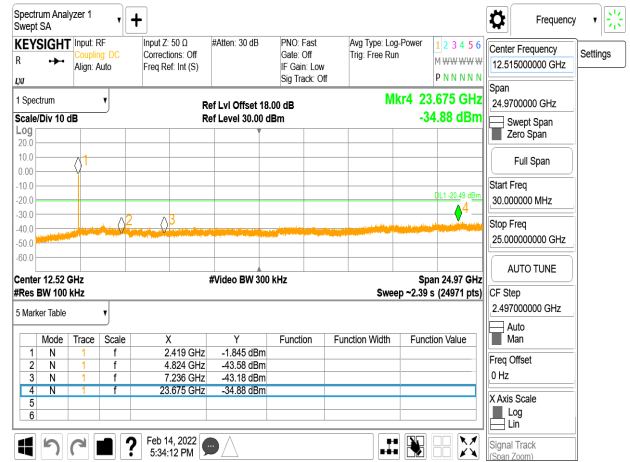 Spectrum Analyzer 1
Swept SA
Frequency
KEYSIGHT
R
Input: RF
Coupling: DC
Align: Auto
Input Z: 50 Ω
Corrections: Off
Freq Ref: Int (S)
#Atten: 30 dB
PNO: Fast
Gate: Off
IF Gain: Low
Sig Track: Off
Avg Type: Log-Power
Trig: Free Run
1 2 3 4 5 6
M W W W W W
P N N N N N
1 Spectrum
Scale/Div 10 dB
Ref Lvl Offset 18.00 dB
Ref Level 30.00 dBm
Mkr4 23.675 GHz
-34.88 dBm
Log
20.0
10.0
0.00
-10.0
-20.0
-30.0
-40.0
-50.0
-60.0
1
2
3
4
DL1 -20.49 dBm
Center 12.52 GHz
#Res BW 100 kHz
#Video BW 300 kHz
Span 24.97 GHz
Sweep ~2.39 s (24971 pts)
5 Marker Table
Mode Trace Scale X Y Function Function Width Function Value
1 N 1 f 2.419 GHz -1.845 dBm
2 N 1 f 4.824 GHz -43.58 dBm
3 N 1 f 7.236 GHz -43.18 dBm
4 N 1 f 23.675 GHz -34.88 dBm
5
6
?
Feb 14, 2022
5:34:12 PM
Center Frequency
12.515000000 GHz
Settings
Span
24.9700000 GHz
Swept Span
Zero Span
Full Span
Start Freq
30.000000 MHz
Stop Freq
25.000000000 GHz
AUTO TUNE
CF Step
2.497000000 GHz
Auto
Man
Freq Offset
0 Hz
X Axis Scale
Log
Lin
Signal Track
(Span Zoom)